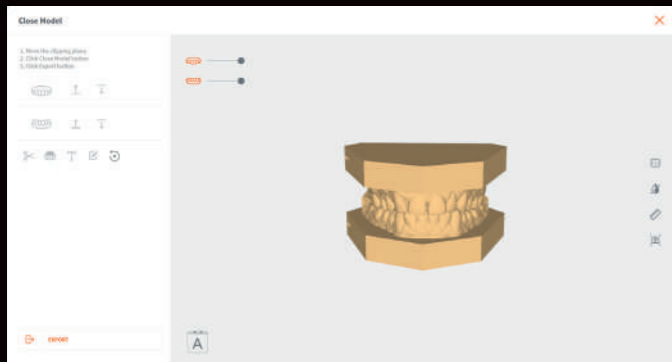 Close Model
1. Move the clipping plane
2. Click Close Model button
3. Click Export button
EXPORT
A